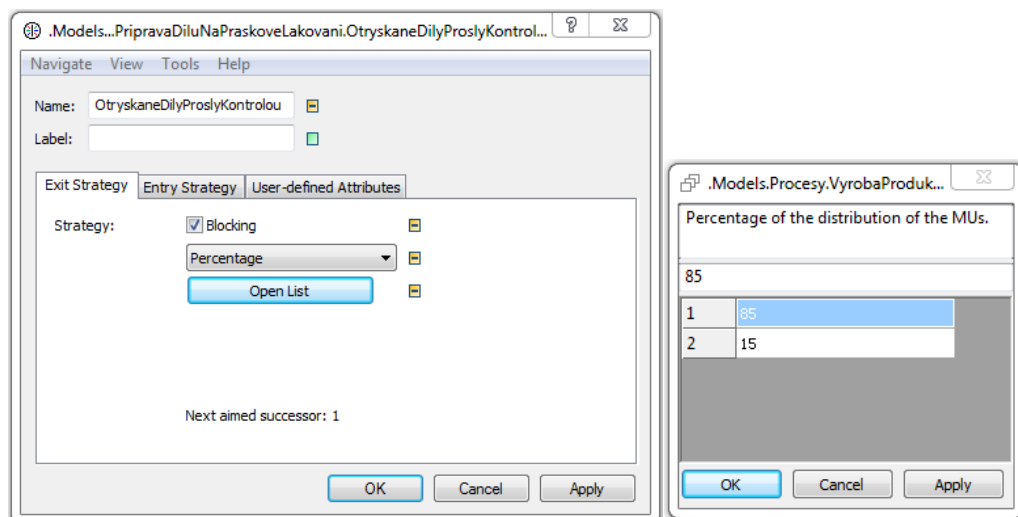 .Models...PripravaDiluNaPraskoveLakovani.OtryskaneDilyProslyKontrol...
Navigate View Tools Help
Name: OtryskaneDilyProslyKontrolou
Label:
Exit Strategy Entry Strategy User-defined Attributes
Strategy: Blocking
Percentage
Open List
Next aimed successor: 1
OK Cancel Apply
.Models.Procesy.VyrobaProduk...
Percentage of the distribution of the MUs.
85
1 85
2 15
OK Cancel Apply